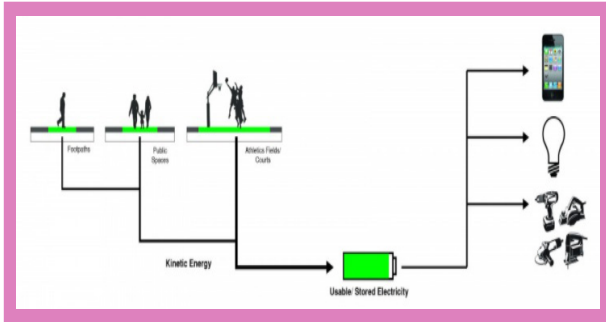 Footpaths
Public
Spaces
Athletics Fields/
Courts
Kinetic Energy
Usable/ Stored Electricity